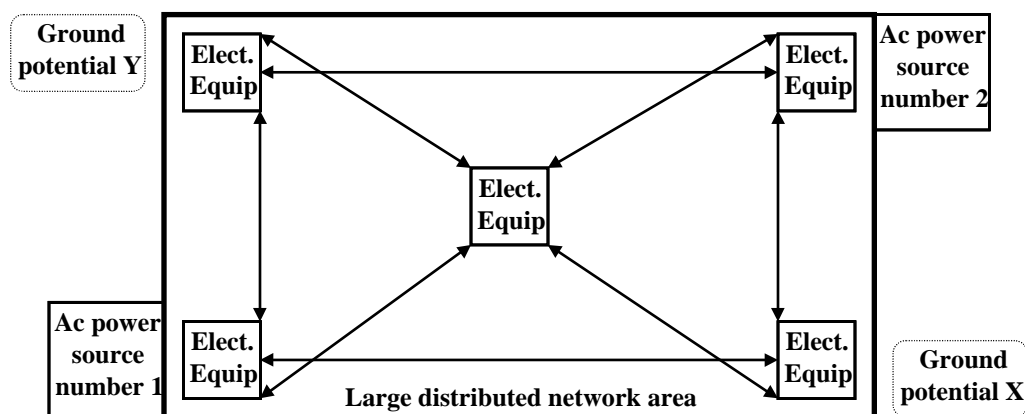 Ground
potential Y
Elect.
Equip
Elect.
Equip
Ac power
source
number 2
Elect.
Equip
Ac power
source
number 1
Elect.
Equip
Elect.
Equip
Ground
potential X
Large distributed network area